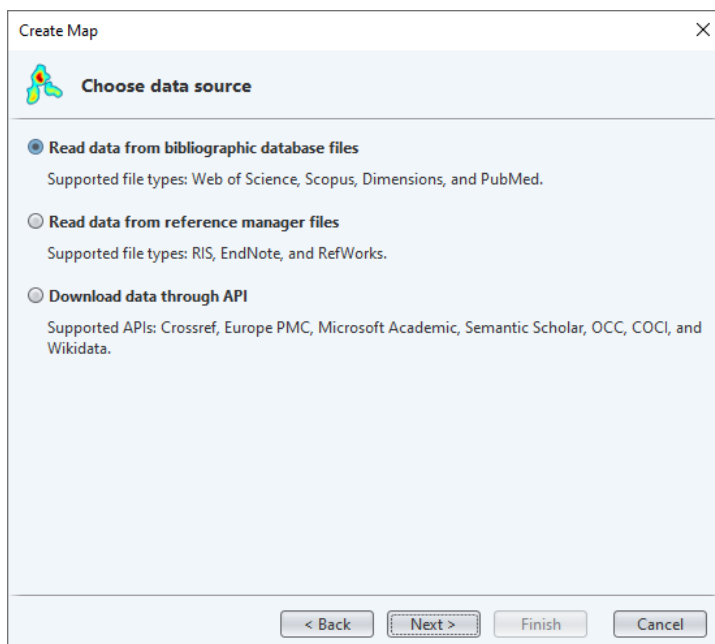 Create Map
Choose data source
Read data from bibliographic database files
Supported file types: Web of Science, Scopus, Dimensions, and PubMed.
Read data from reference manager files
Supported file types: RIS, EndNote, and RefWorks.
Download data through API
Supported APIs: Crossref, Europe PMC, Microsoft Academic, Semantic Scholar, OCC, COCI, and
Wikidata.
< Back Next > Finish Cancel